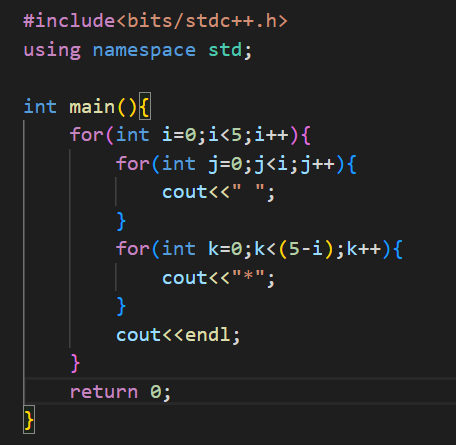 #include<bits/stdc++.h>
using namespace std;

int main(){
    for(int i=0;i<5;i++){
        for(int j=0;j<i;j++){
            cout<<" ";
        }
        for(int k=0;k<(5-i);k++){
            cout<<"*";
        }
        cout<<endl;
    }
    return 0;
}